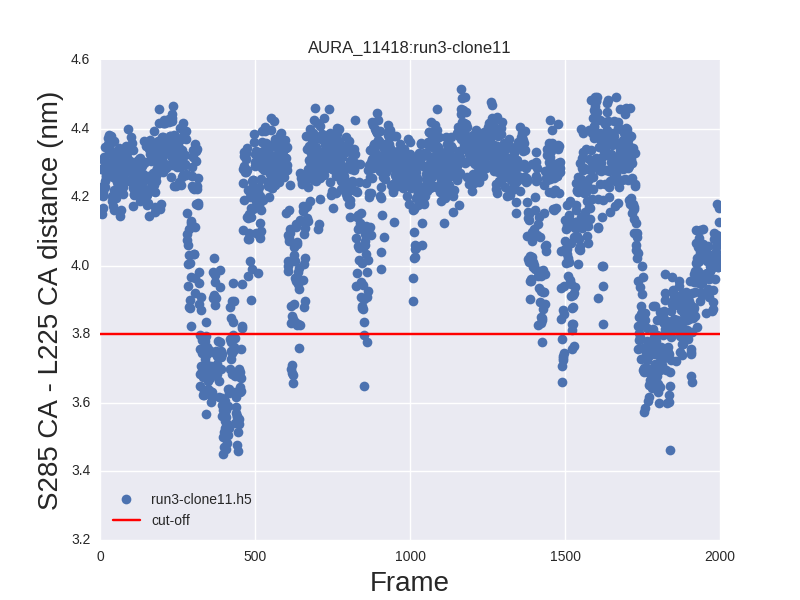 AURA_11418:run3-clone11
S285 CA - L225 CA distance (nm)
4.6
4.4
4.2
4.0
3.8
3.6
3.4
3.2
run3-clone11.h5
cut-off
0 500 1000 1500 2000
Frame